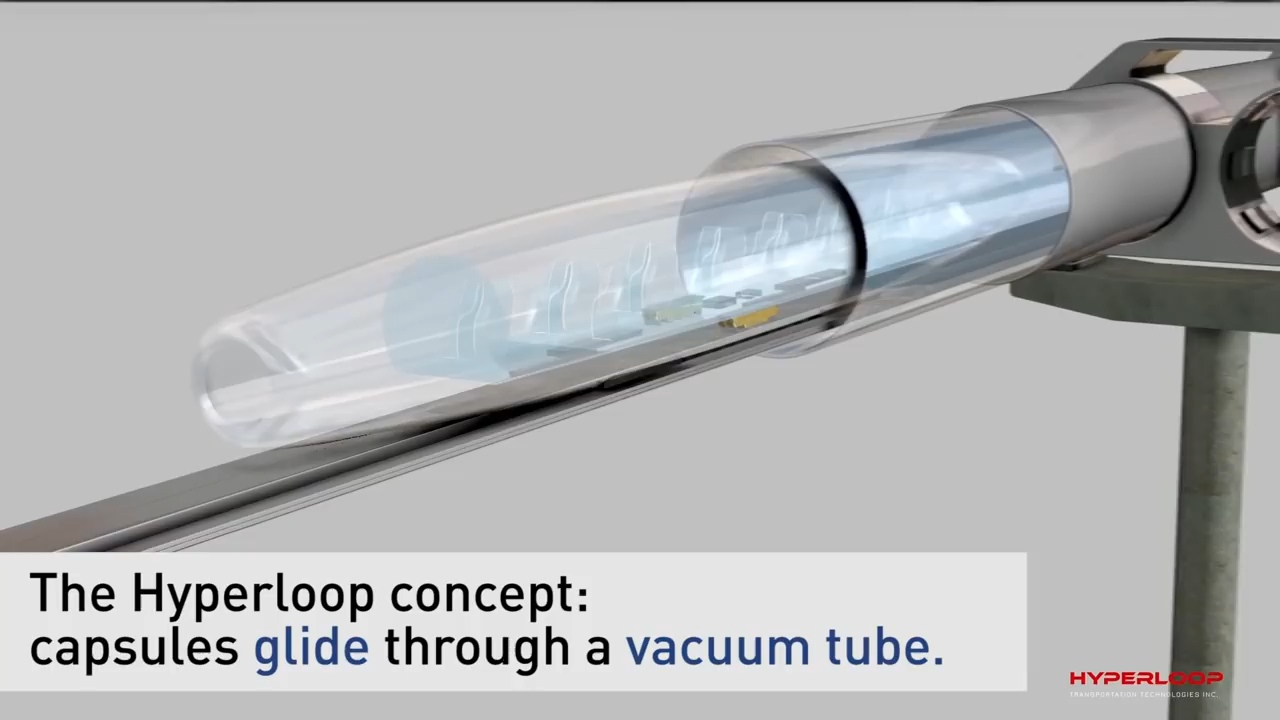 The Hyperloop concept:
capsules glide through a vacuum tube.
HYPERLOOP
TRANSPORTATION TECHNOLOGIES INC.